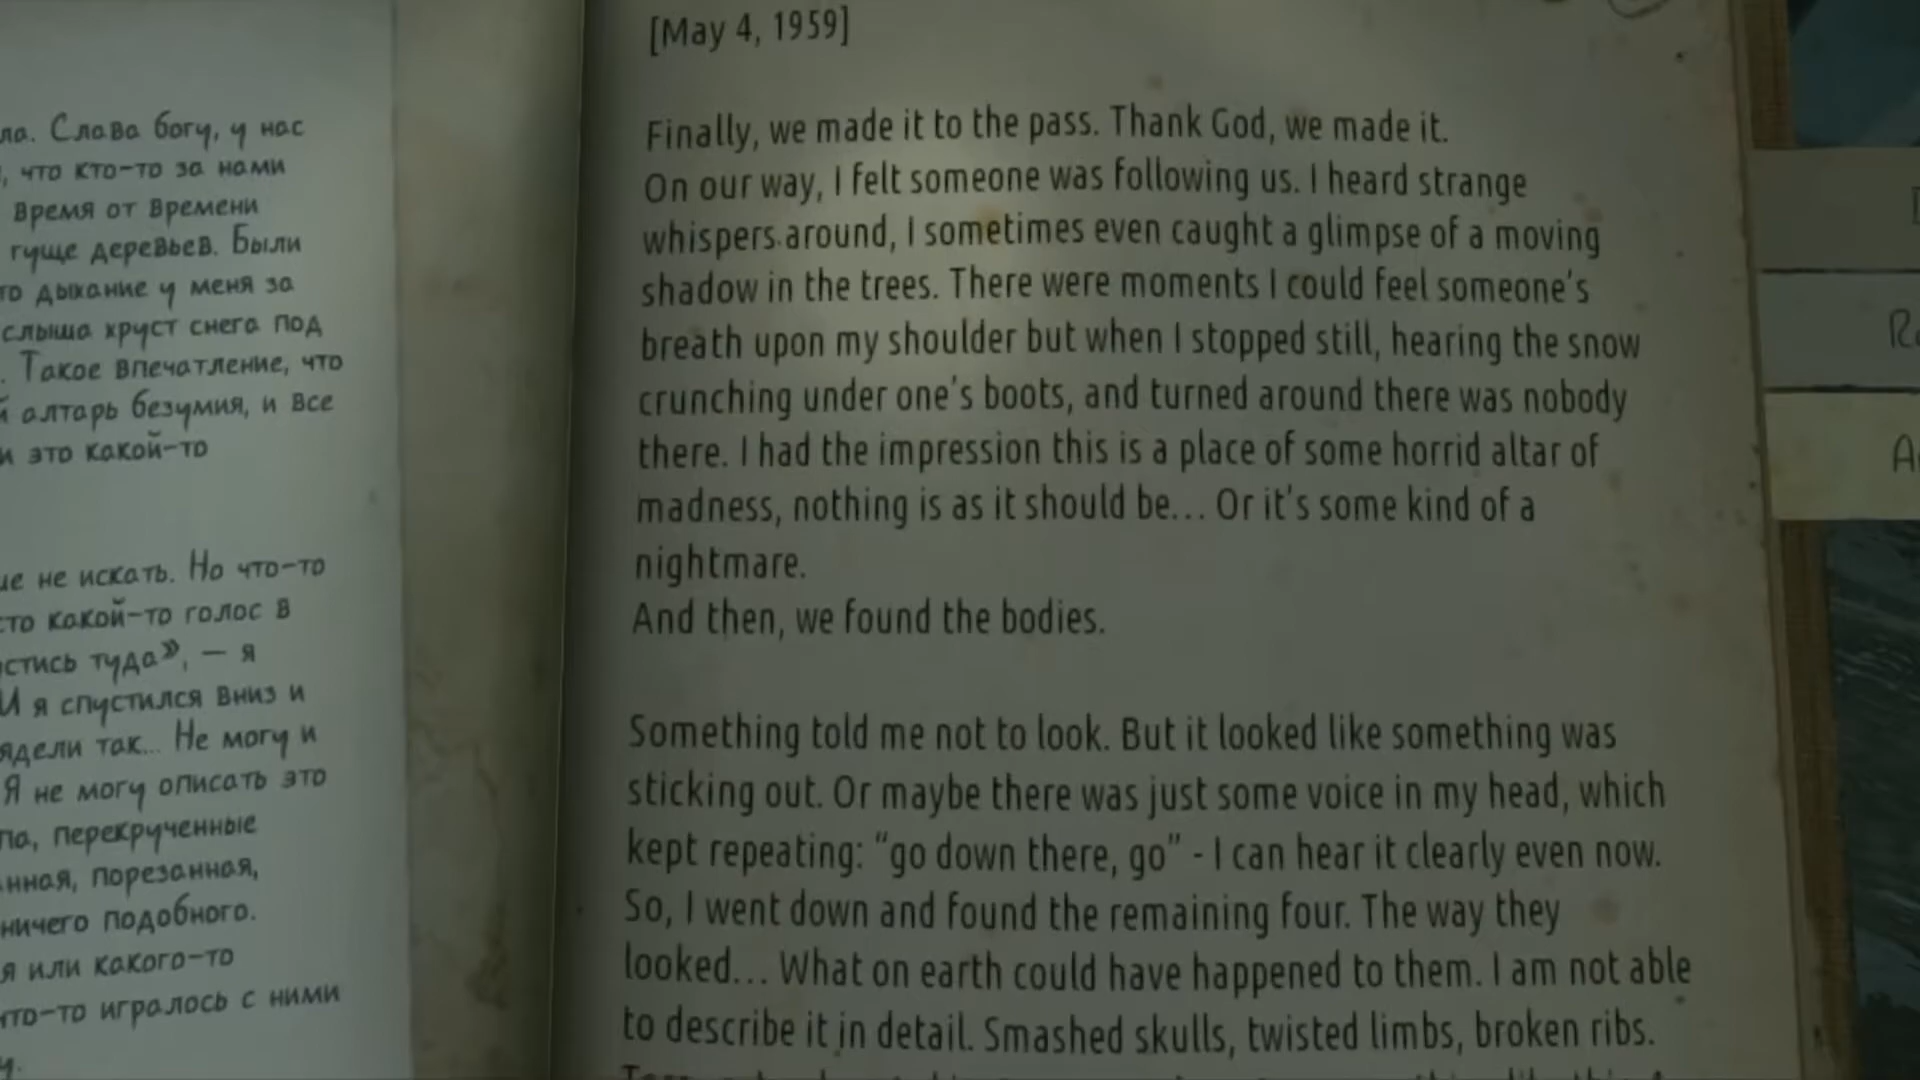 ла. Слава богу, у нас
, что кто-то за нами
время от времени
гуще деревьев. Были
то дыхание у меня за
слыша хруст снега под
. Такое впечатление, что
й алтарь безумия, и все
и это какой-то
не искать. Но что-то
сто какой-то голос в
стись туда», — я
И я спустился вниз и
ядели так... Не могу и
Я не могу описать это
па, перекрученные
нная, порезанная,
ничего подобного.
я или какого-то
что-то игралось с ними
у.
[May 4, 1959]
Finally, we made it to the pass. Thank God, we made it.
On our way, I felt someone was following us. I heard strange
whispers around, I sometimes even caught a glimpse of a moving
shadow in the trees. There were moments I could feel someone's
breath upon my shoulder but when I stopped still, hearing the snow
crunching under one's boots, and turned around there was nobody
there. I had the impression this is a place of some horrid altar of
madness, nothing is as it should be... Or it's some kind of a
nightmare.
And then, we found the bodies.
Something told me not to look. But it looked like something was
sticking out. Or maybe there was just some voice in my head, which
kept repeating: “go down there, go” - I can hear it clearly even now.
So, I went down and found the remaining four. The way they
looked... What on earth could have happened to them. I am not able
to describe it in detail. Smashed skulls, twisted limbs, broken ribs.